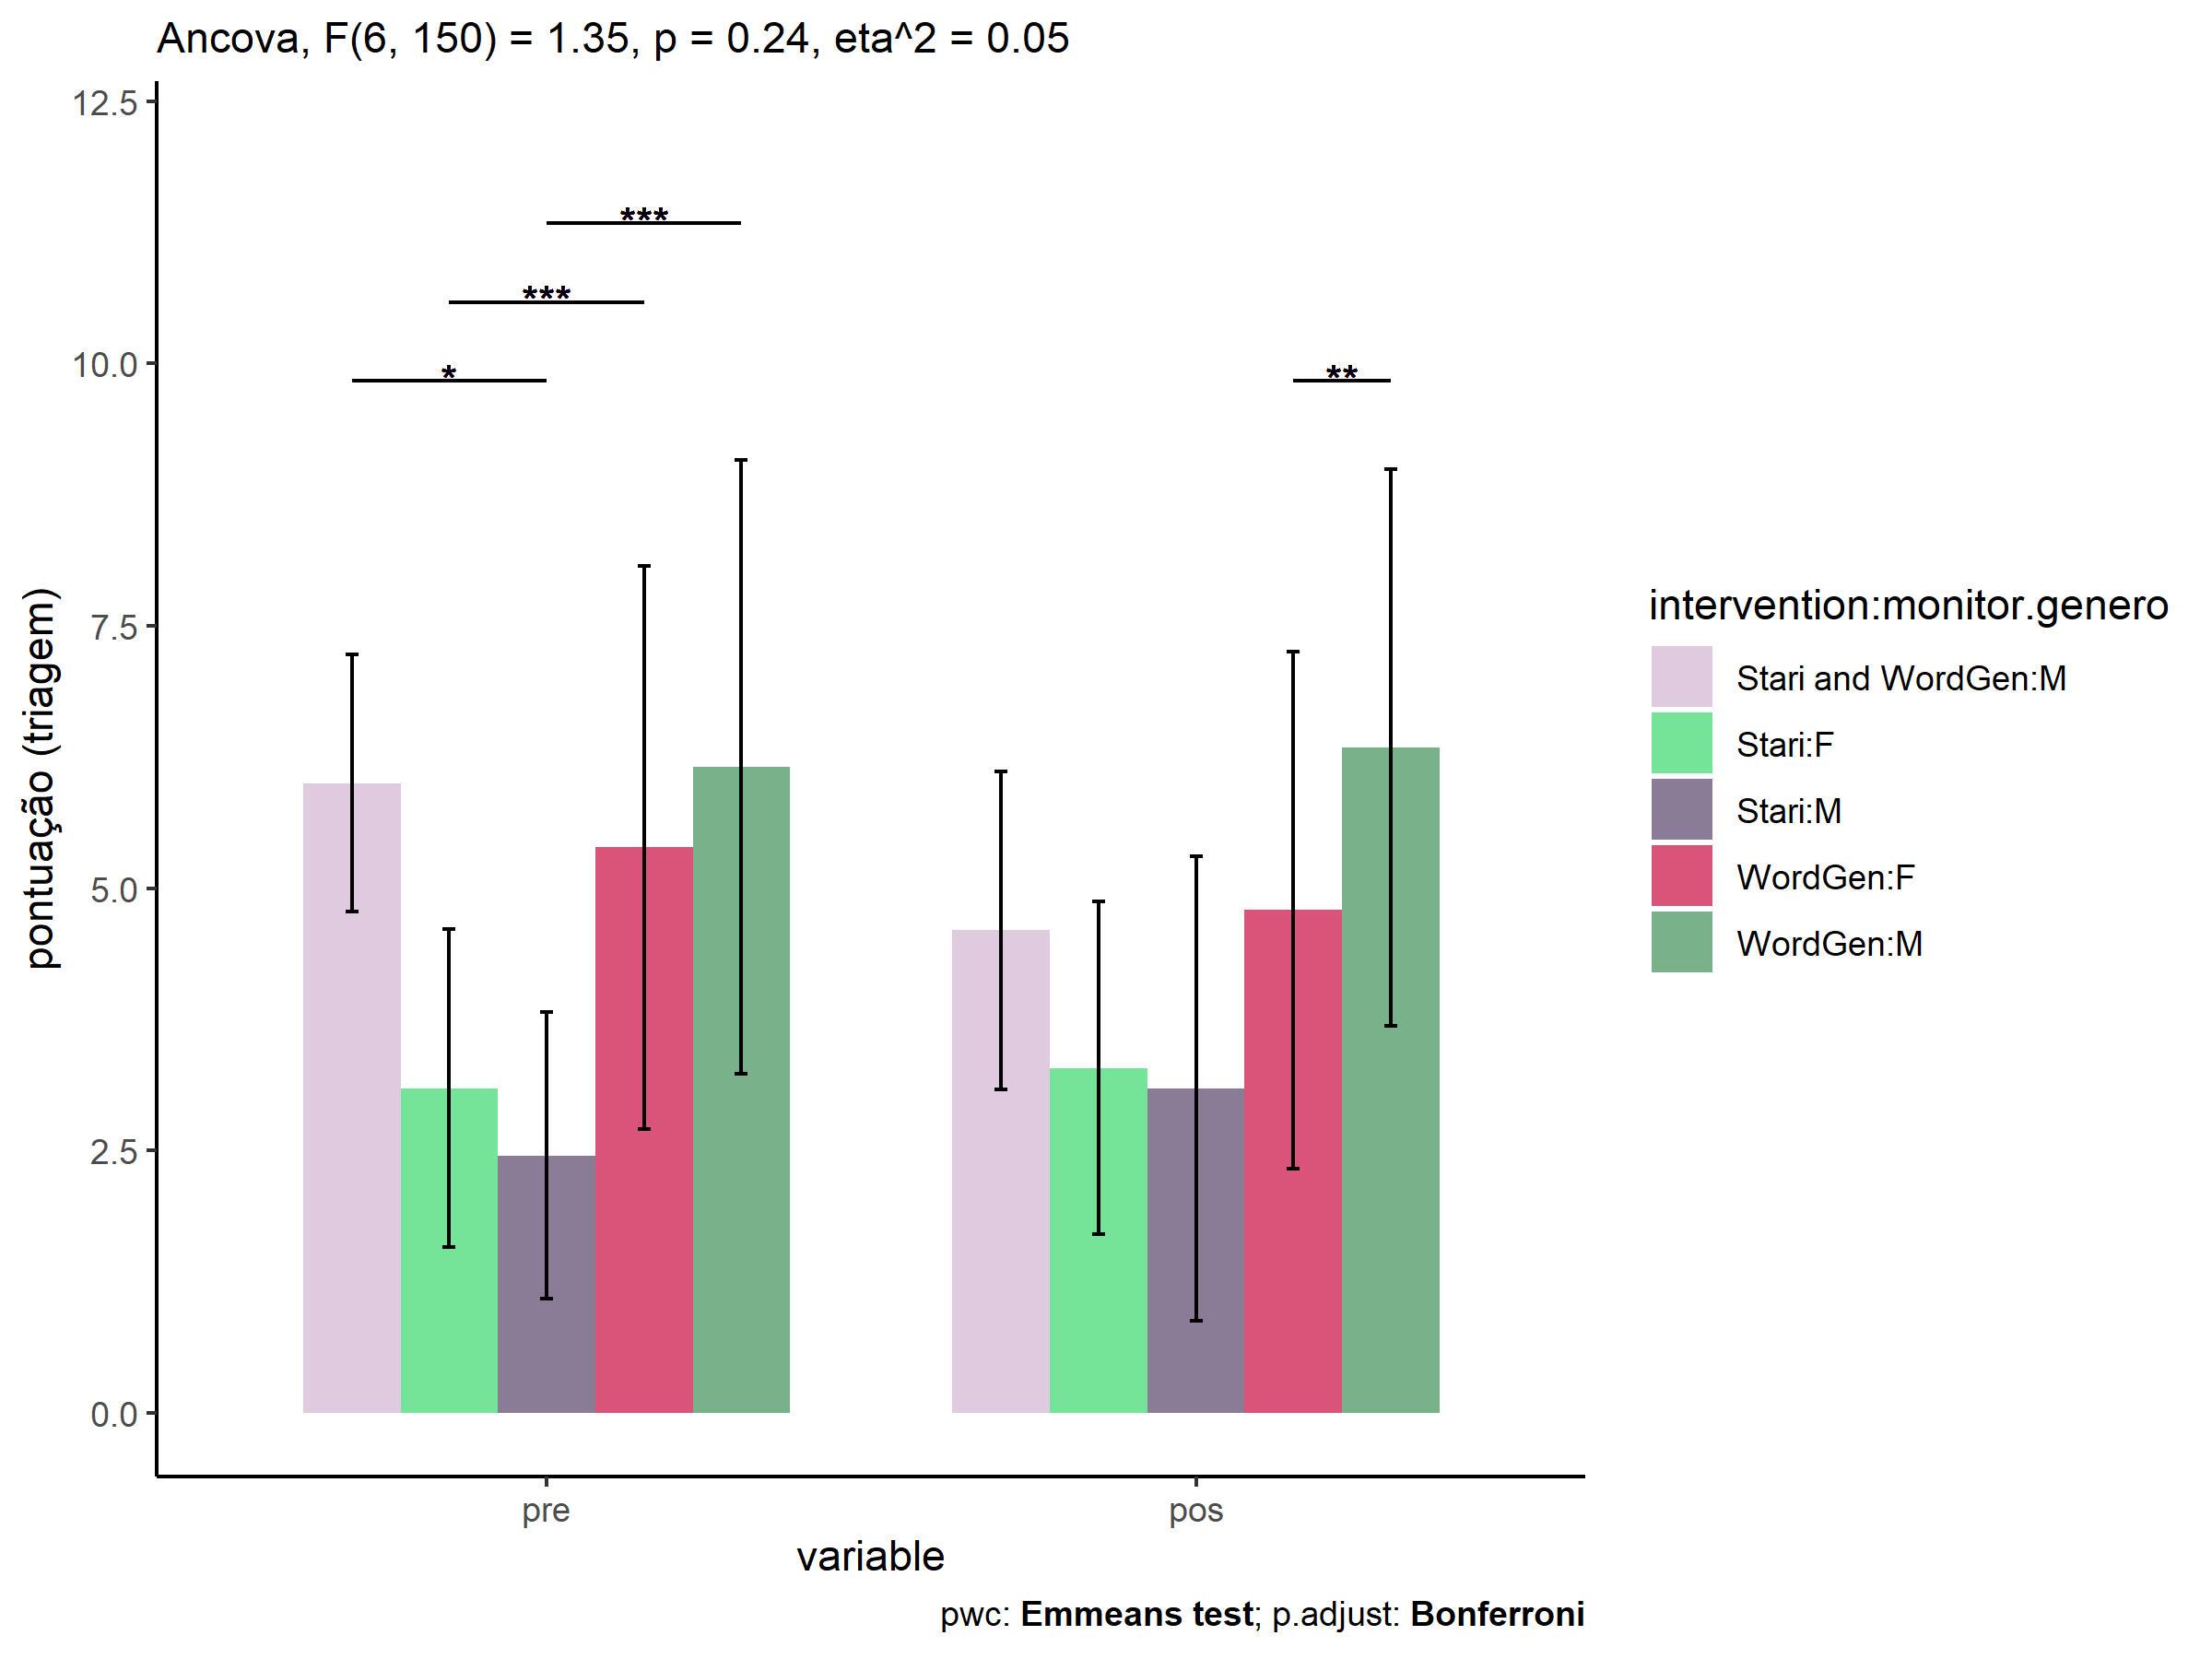 Ancova, F(6, 150) = 1.35, p = 0.24, eta^2 = 0.05
12.5
10.0
7.5
5.0
2.5
0.0
pontuação (triagem)
***
***
*
**
pre
pos
variable
pwc: Emmeans test; p.adjust: Bonferroni
intervention:monitor.genero
Stari and WordGen:M
Stari:F
Stari:M
WordGen:F
WordGen:M